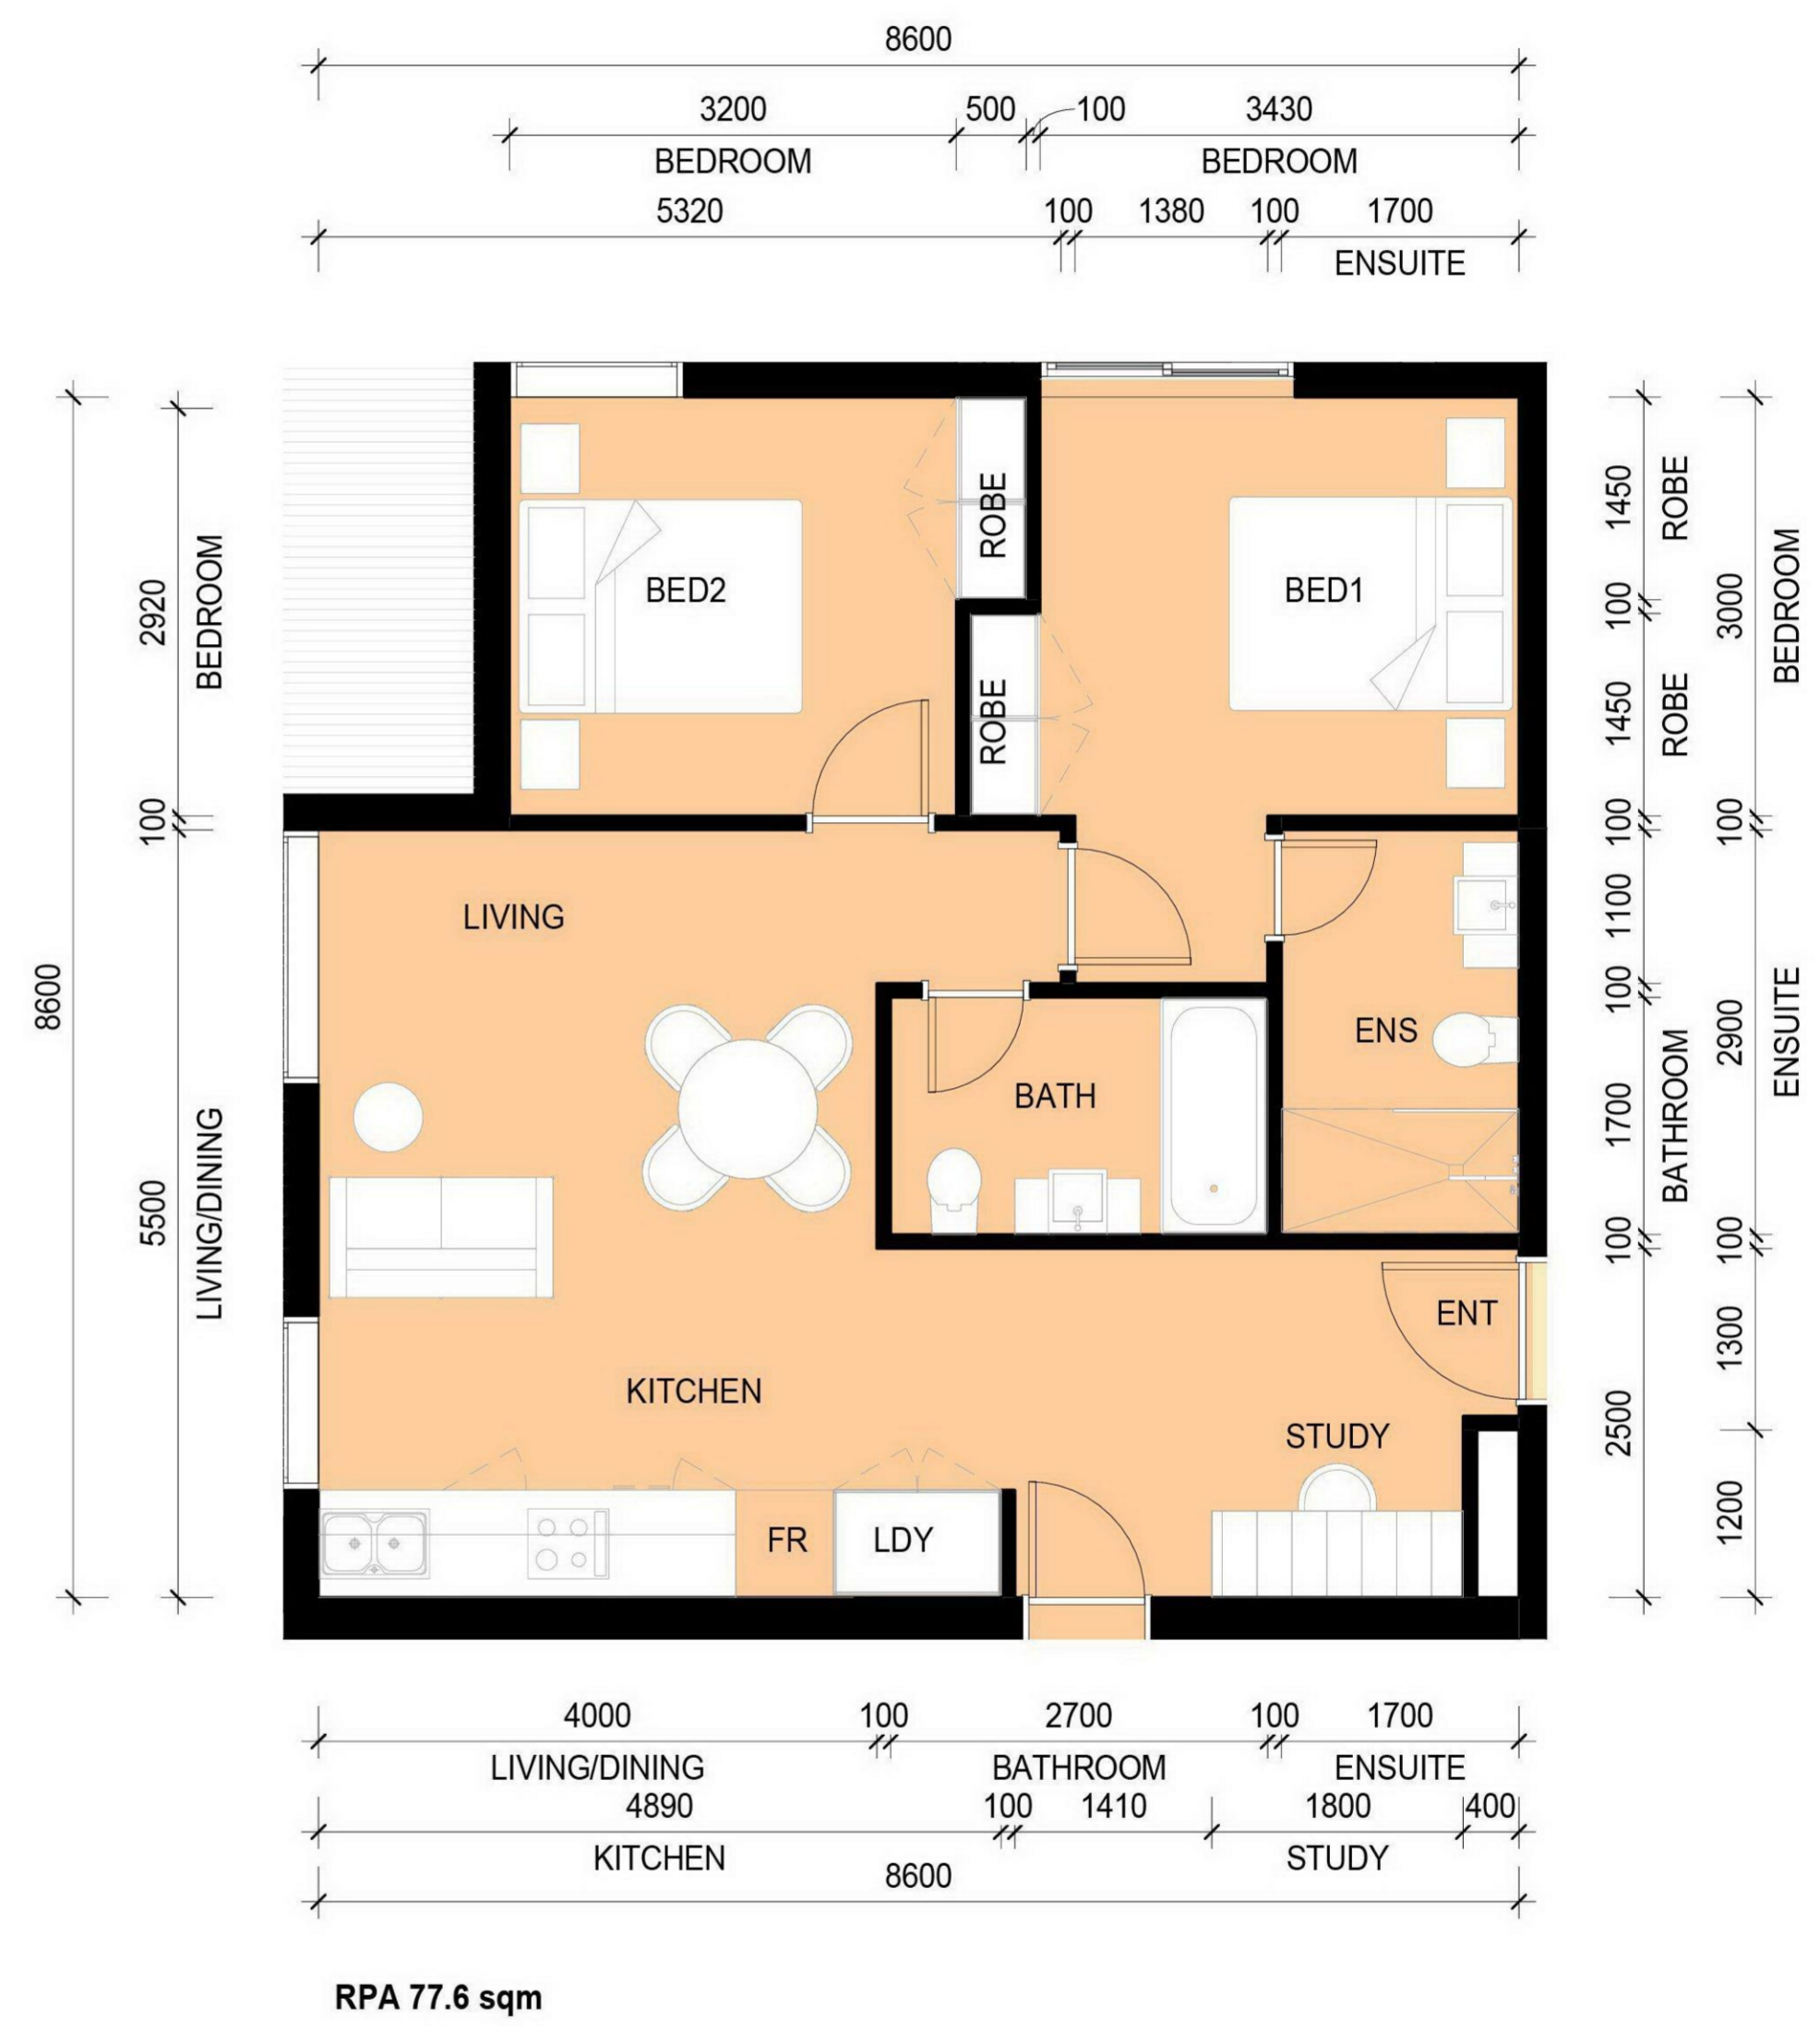 8600
3200 500 100 3430
BEDROOM BEDROOM
5320 100 1380 100 1700
ENSUITE
8600
2920
BEDROOM
100
5500
LIVING/DINING
BED2
ROBE
ROBE
BED1
LIVING
BATH
ENS
KITCHEN
ENT
STUDY
FR
LDY
1450
ROBE
100
1450
ROBE
100
1100
100
1700
BATHROOM
100
2500
3000
BEDROOM
100
2900
ENSUITE
100
1300
1200
4000 100 2700 100 1700
LIVING/DINING BATHROOM ENSUITE
4890 100 1410 1800 400
KITCHEN STUDY
8600
RPA 77.6 sqm